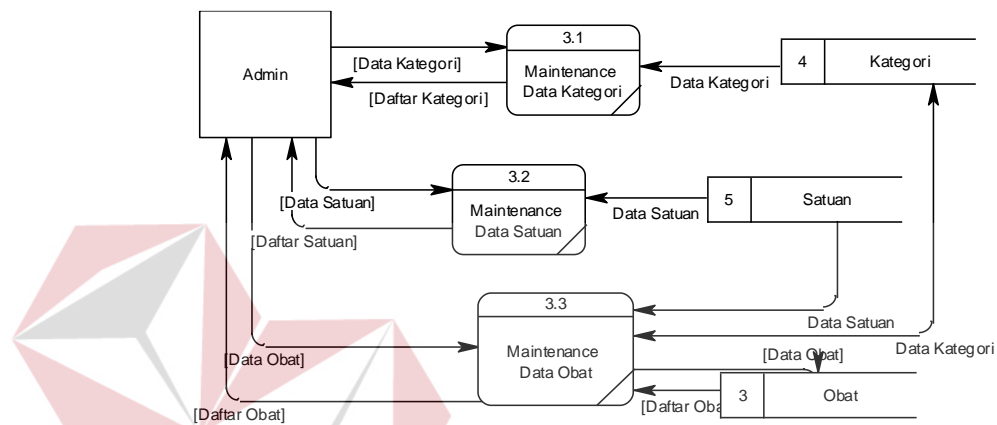 Admin
3.1
Maintenance
Data Kategori
4
Kategori
[Data Kategori]
[Daftar Kategori]
Data Kategori
3.2
Maintenance
Data Satuan
5
Satuan
[Data Satuan]
Data Satuan
[Daftar Satuan]
3.3
Maintenance
Data Obat
Data Satuan
Data Kategori
[Data Obat]
[Data Obat]
[Daftar Obat]
[Daftar Oba
3
Obat